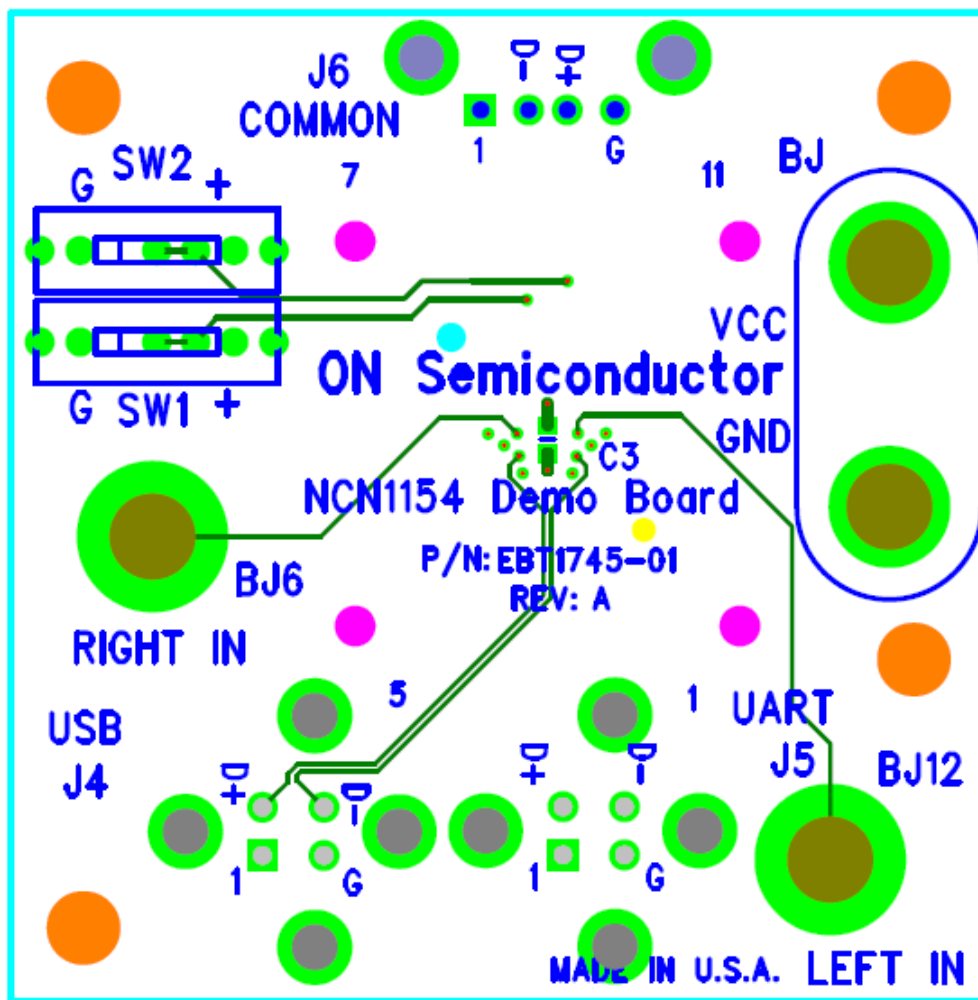 J6
D-
D+
COMMON
1
G
SW2
G
+
7
11
BJ
VCC
ON Semiconductor
G
SW1
+
GND
C3
NCN1154 Demo Board
P/N: EBT1745-01
REV: A
BJ6
RIGHT IN
5
1
UART
USB
J4
J5
BJ12
D+
D-
D+
D-
1
G
1
G
MADE IN U.S.A.
LEFT IN